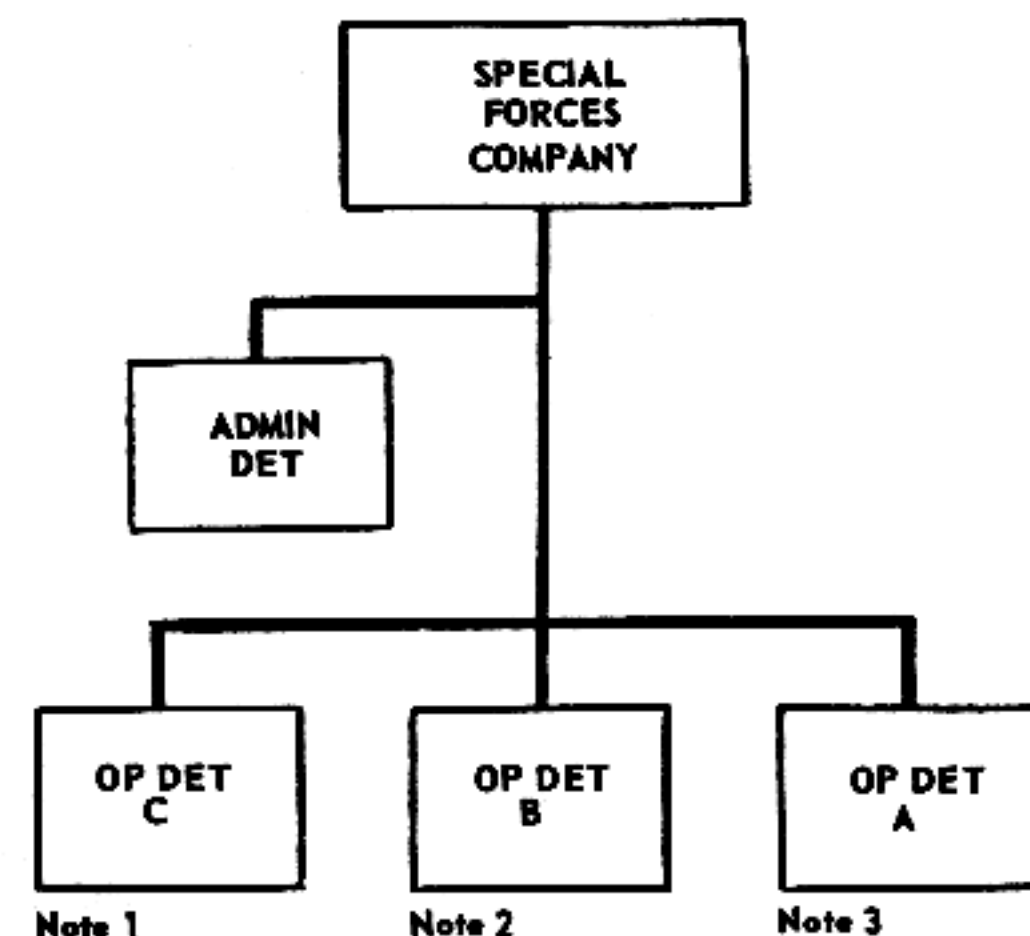 SPECIAL
FORCES
COMPANY
ADMIN
DET
OP DET
C
OP DET
B
OP DET
A
Note 1
Note 2
Note 3